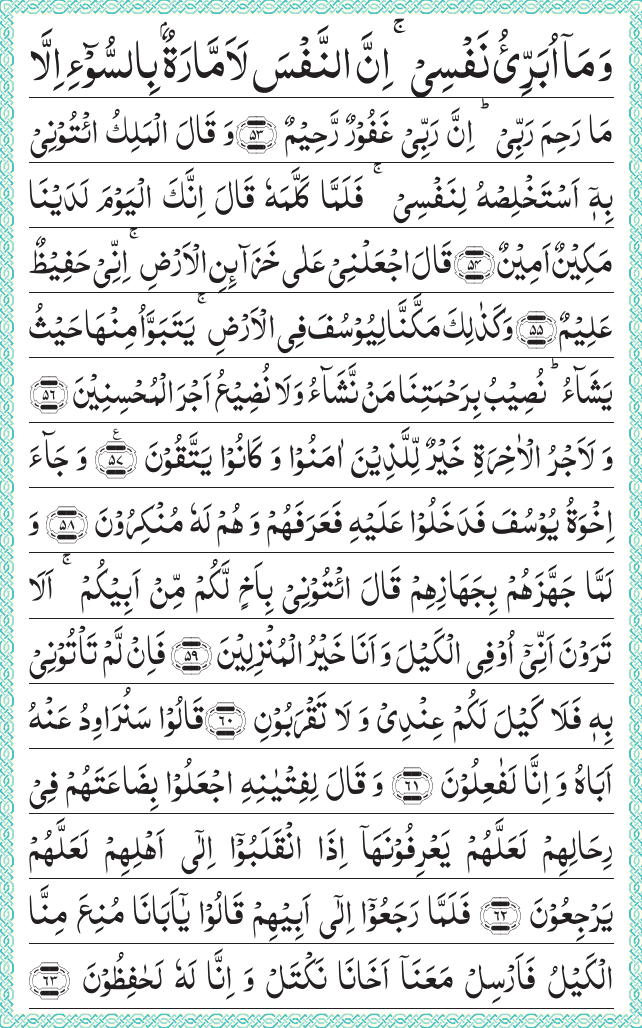 وَمَاۤ اُبَرِّئُ نَفۡسِىۡ‌ۚ اِنَّ النَّفۡسَ لَاَمَّارَةٌۢ بِالسُّوۡٓءِ اِلَّا
مَا رَحِمَ رَبِّىۡ‌ؕ اِنَّ رَبِّىۡ غَفُوۡرٌ رَّحِيۡمٌ ﴿۵۳﴾ وَ قَالَ الۡمَلِكُ ائۡتُوۡنِىۡ
بِهٖۤ اَسۡتَخۡلِصۡهُ لِنَفۡسِىۡ‌ۚ فَلَمَّا كَلَّمَهٗ قَالَ اِنَّكَ الۡيَوۡمَ لَدَيۡنَا
مَكِيۡنٌ اَمِيۡنٌ ﴿۵۴﴾ قَالَ اجۡعَلۡنِىۡ عَلٰى خَزَآٮِٕنِ الۡاَرۡضِ‌ۚ اِنِّىۡ حَفِيۡظٌ
عَلِيۡمٌ ﴿۵۵﴾ وَكَذٰلِكَ مَكَّنَّا لِيُوۡسُفَ فِى الۡاَرۡضِ‌ۚ يَتَبَوَّاُ مِنۡهَا حَيۡثُ
يَشَآءُ‌ؕ نُصِيۡبُ بِرَحۡمَتِنَا مَنۡ نَّشَآءُ‌ وَلَا نُضِيۡعُ اَجۡرَ الۡمُحۡسِنِيۡنَ ﴿۵۶﴾
وَ لَاَجۡرُ الۡاٰخِرَةِ خَيۡرٌ لِّلَّذِيۡنَ اٰمَنُوۡا وَ كَانُوۡا يَتَّقُوۡنَ ﴿۵۷﴾ وَ جَآءَ
اِخۡوَةُ يُوۡسُفَ فَدَخَلُوۡا عَلَيۡهِ فَعَرَفَهُمۡ وَ هُمۡ لَهٗ مُنۡكِرُوۡنَ ﴿۵۸﴾ وَ
لَمَّا جَهَّزَهُمۡ بِجَهَازِهِمۡ قَالَ ائۡتُوۡنِىۡ بِاَخٍ لَّكُمۡ مِّنۡ اَبِيۡكُمۡ‌ۚ اَلَا
تَرَوۡنَ اَنِّىۡۤ اُوۡفِى الۡكَيۡلَ وَ اَنَا خَيۡرُ الۡمُنۡزِلِيۡنَ ﴿۵۹﴾ فَاِنۡ لَّمۡ تَاۡتُوۡنِىۡ
بِهٖ فَلَا كَيۡلَ لَكُمۡ عِنۡدِىۡ وَ لَا تَقۡرَبُوۡنِ ﴿۶۰﴾ قَالُوۡا سَنُرَاوِدُ عَنۡهُ
اَبَاهُ وَ اِنَّا لَفٰعِلُوۡنَ ﴿۶۱﴾ وَ قَالَ لِفِتۡيٰنِهِ اجۡعَلُوۡا بِضَاعَتَهُمۡ فِىۡ
رِحَالِهِمۡ لَعَلَّهُمۡ يَعۡرِفُوۡنَهَاۤ اِذَا انْقَلَبُوۡۤا اِلٰٓى اَهۡلِهِمۡ لَعَلَّهُمۡ
يَرۡجِعُوۡنَ ﴿۶۲﴾ فَلَمَّا رَجَعُوۡۤا اِلٰٓى اَبِيۡهِمۡ قَالُوۡا يٰۤاَبَانَا مُنِعَ مِنَّا
الۡكَيۡلُ فَاَرۡسِلۡ مَعَنَاۤ اَخَانَا نَكۡتَلۡ وَ اِنَّا لَهٗ لَحٰفِظُوۡنَ ﴿۶۳﴾